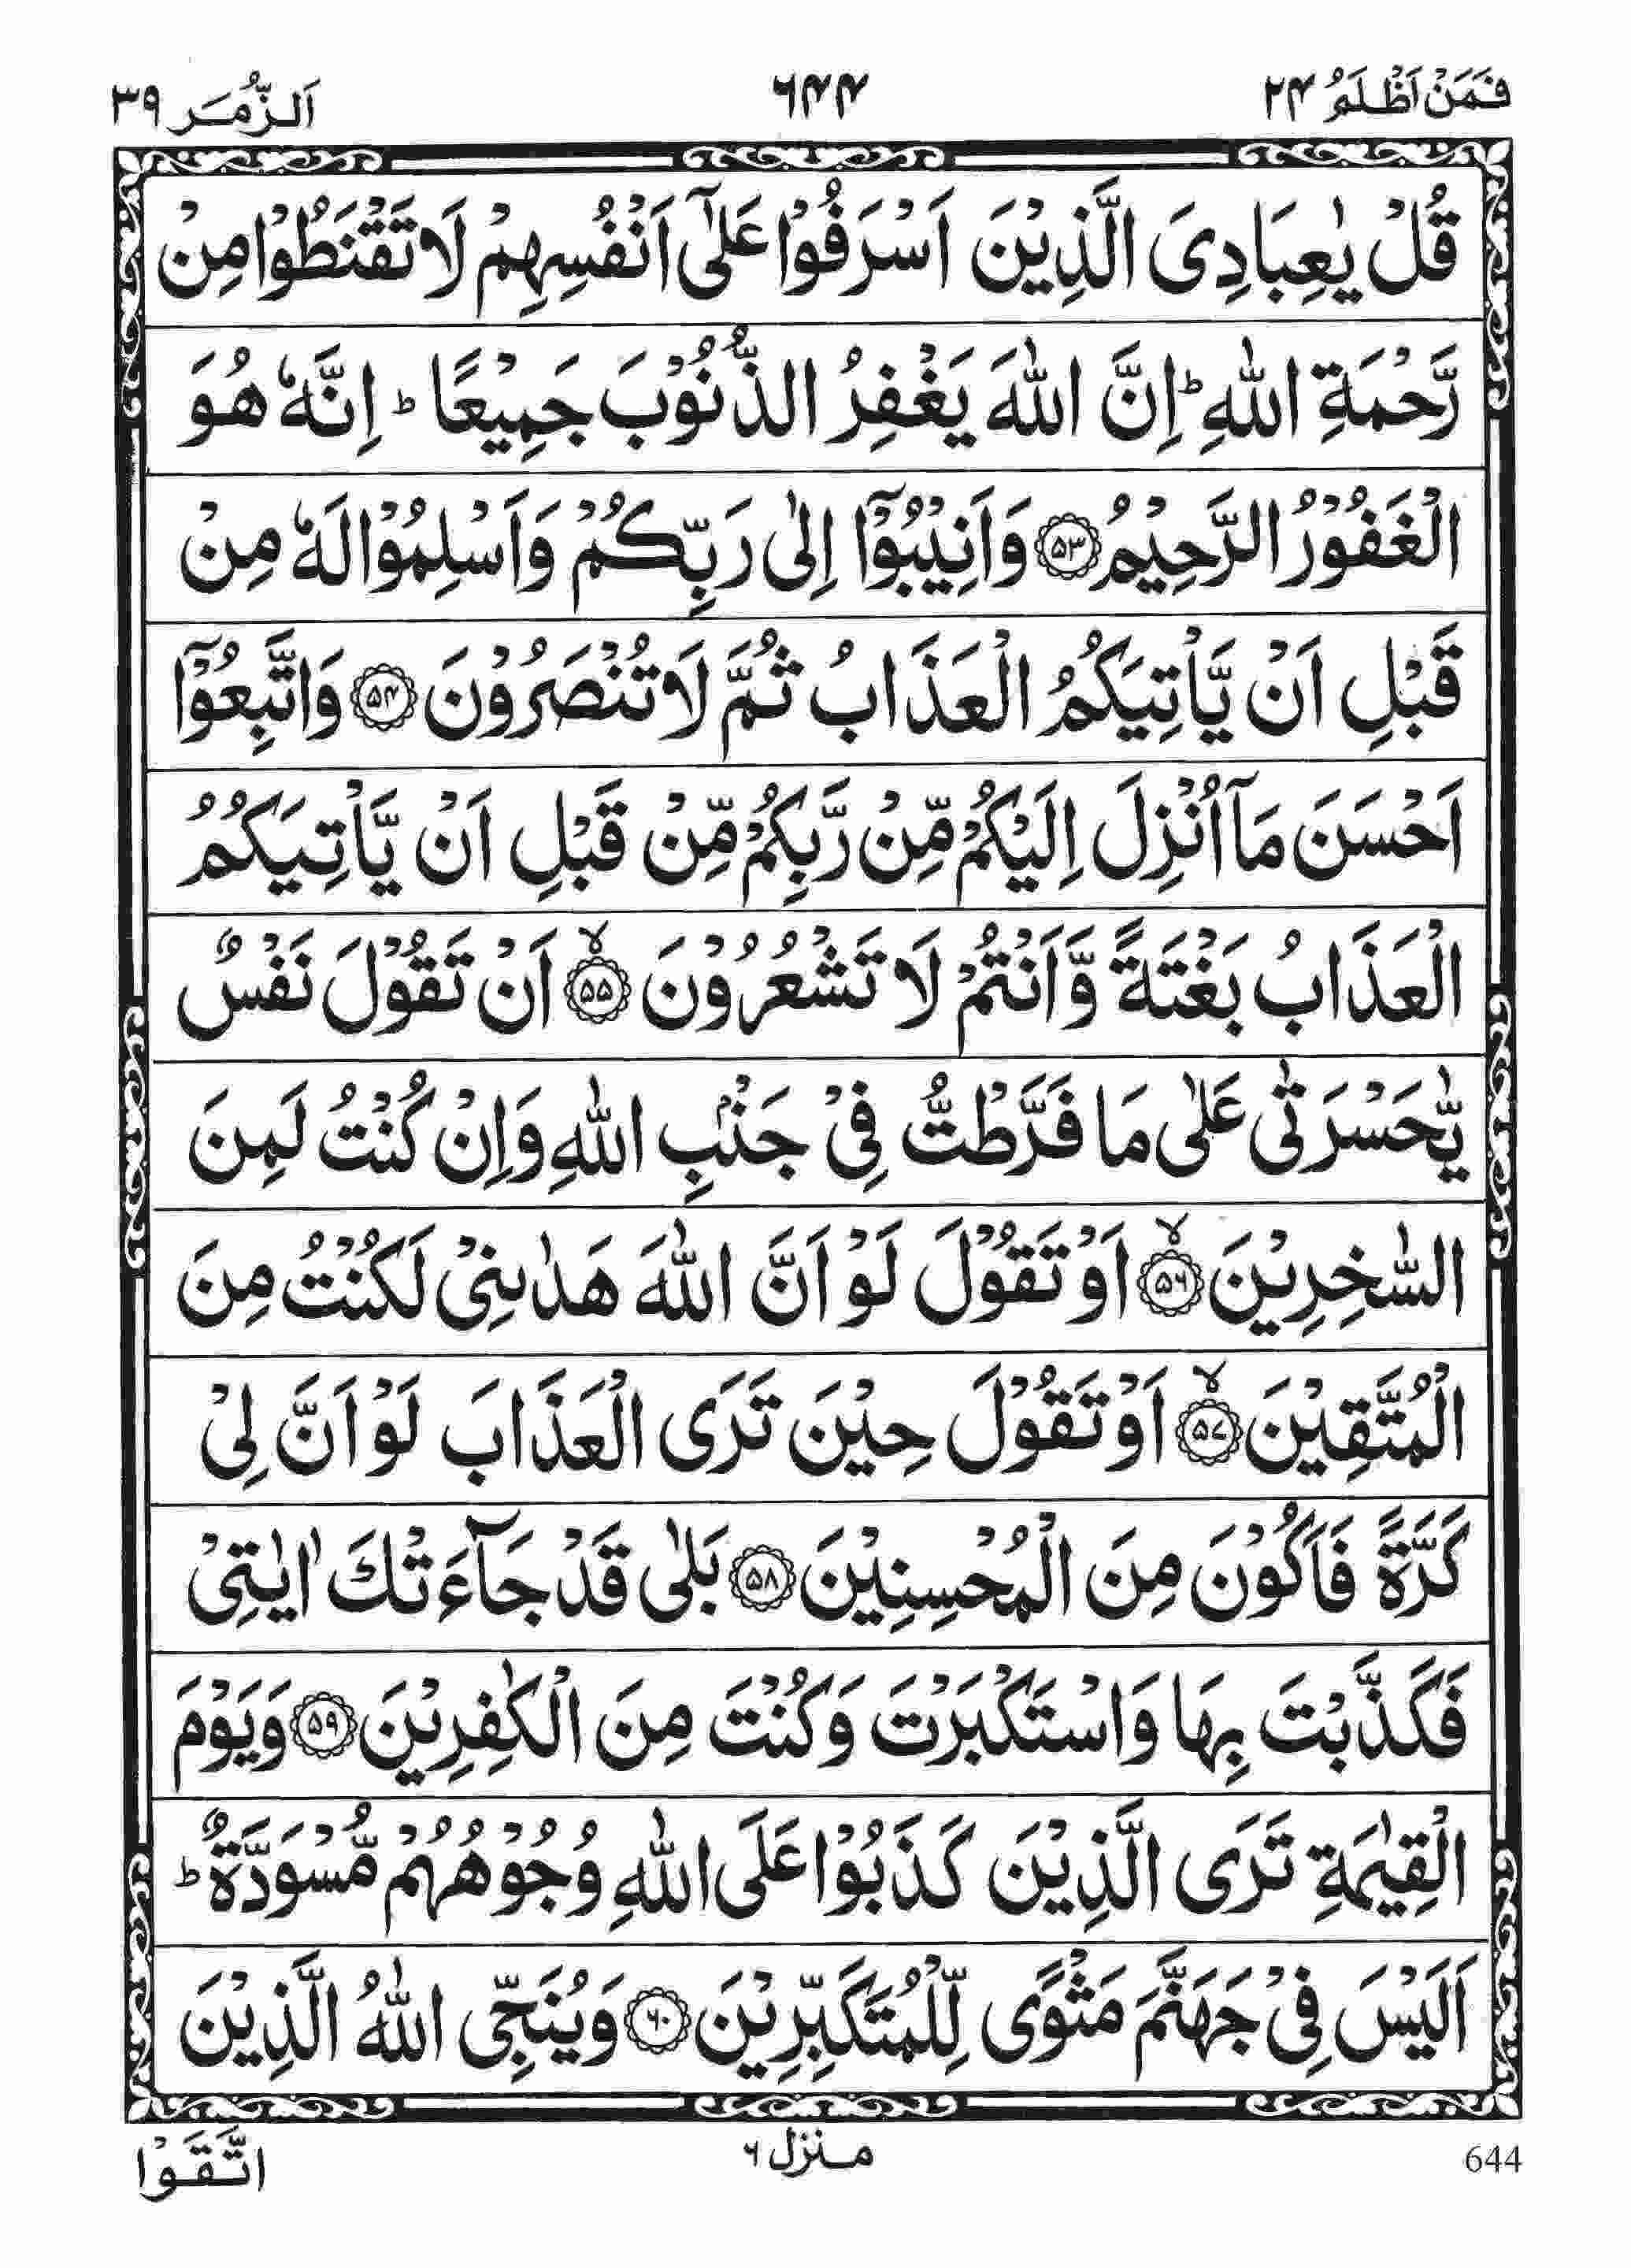 فَمَنْ اَظْلَمُ ۲۴ ۶۴۴ اَلزُّمَر ۳۹
قُلْ يٰعِبَادِىَ الَّذِيْنَ اَسْرَفُوْا عَلٰٓى اَنْفُسِهِمْ لَا تَقْنَطُوْا مِنْ
رَّحْمَةِ اللّٰهِ ؕ اِنَّ اللّٰهَ يَغْفِرُ الذُّنُوْبَ جَمِيْعًا ؕ اِنَّهٗ هُوَ
الْغَفُوْرُ الرَّحِيْمُ ۝۵۳ وَاَنِيْبُوْٓا اِلٰى رَبِّكُمْ وَاَسْلِمُوْا لَهٗ مِنْ
قَبْلِ اَنْ يَّاْتِيَكُمُ الْعَذَابُ ثُمَّ لَا تُنْصَرُوْنَ ۝۵۴ وَاتَّبِعُوْٓا
اَحْسَنَ مَاۤ اُنْزِلَ اِلَيْكُمْ مِّنْ رَّبِّكُمْ مِّنْ قَبْلِ اَنْ يَّاْتِيَكُمُ
الْعَذَابُ بَغْتَةً وَّاَنْتُمْ لَا تَشْعُرُوْنَ ۝۵۵ۙ اَنْ تَقُوْلَ نَفْسٌ
يّٰحَسْرَتٰى عَلٰى مَا فَرَّطْتُّ فِىْ جَنْۢبِ اللّٰهِ وَاِنْ كُنْتُ لَمِنَ
السّٰخِرِيْنَ ۝۵۶ۙ اَوْ تَقُوْلَ لَوْ اَنَّ اللّٰهَ هَدٰىنِىْ لَكُنْتُ مِنَ
الْمُتَّقِيْنَ ۝۵۷ۙ اَوْ تَقُوْلَ حِيْنَ تَرَى الْعَذَابَ لَوْ اَنَّ لِىْ
كَرَّةً فَاَكُوْنَ مِنَ الْمُحْسِنِيْنَ ۝۵۸ بَلٰى قَدْ جَآءَتْكَ اٰيٰتِىْ
فَكَذَّبْتَ بِهَا وَاسْتَكْبَرْتَ وَكُنْتَ مِنَ الْكٰفِرِيْنَ ۝۵۹ وَيَوْمَ
الْقِيٰمَةِ تَرَى الَّذِيْنَ كَذَبُوْا عَلَى اللّٰهِ وُجُوْهُهُمْ مُّسْوَدَّةٌ ؕ
اَلَيْسَ فِىْ جَهَنَّمَ مَثْوًى لِّلْمُتَكَبِّرِيْنَ ۝۶۰ وَيُنَجِّى اللّٰهُ الَّذِيْنَ
644 منزل ۶ اتَّقَوْا